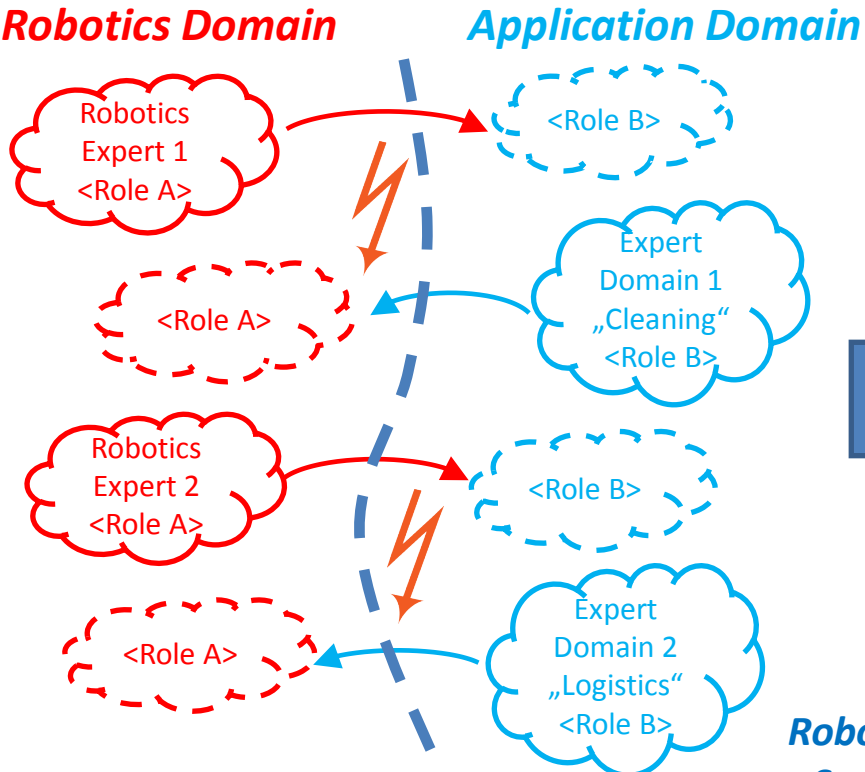 Robotics Domain
Application Domain
Robotics
Expert 1
<Role A>
<Role B>
<Role A>
Expert
Domain 1
„Cleaning“
<Role B>
Robotics
Expert 2
<Role A>
<Role B>
<Role A>
Expert
Domain 2
„Logistics“
<Role B>